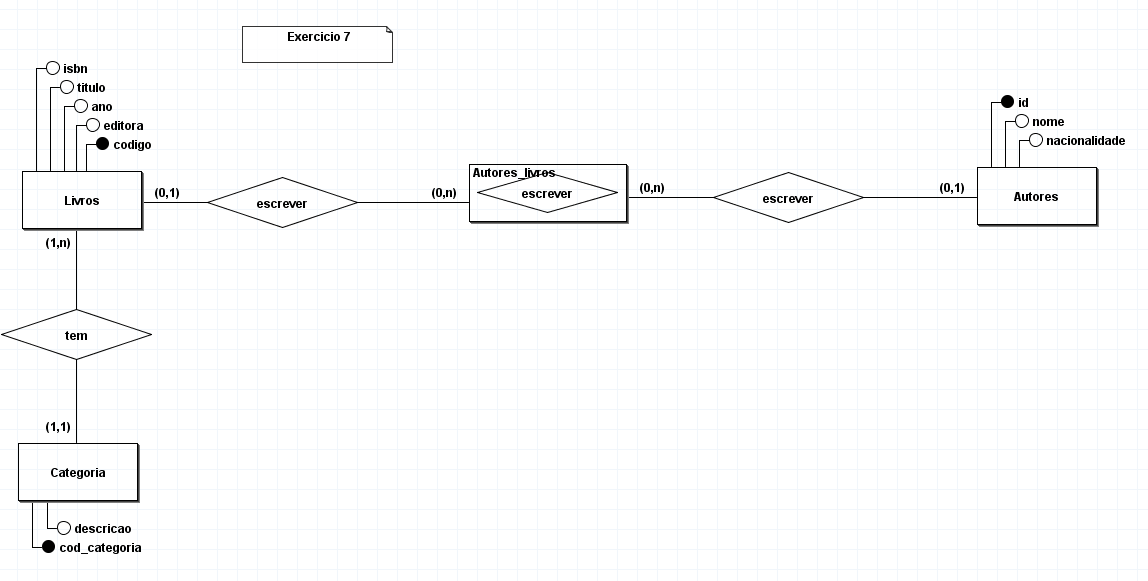 Exercicio 7
isbn
titulo
ano
editora
codigo
Livros
(0,1)
escrever
(0,n)
Autores_livros
escrever
(0,n)
escrever
(0,1)
id
nome
nacionalidade
Autores
(1,n)
tem
(1,1)
Categoria
descricao
cod_categoria